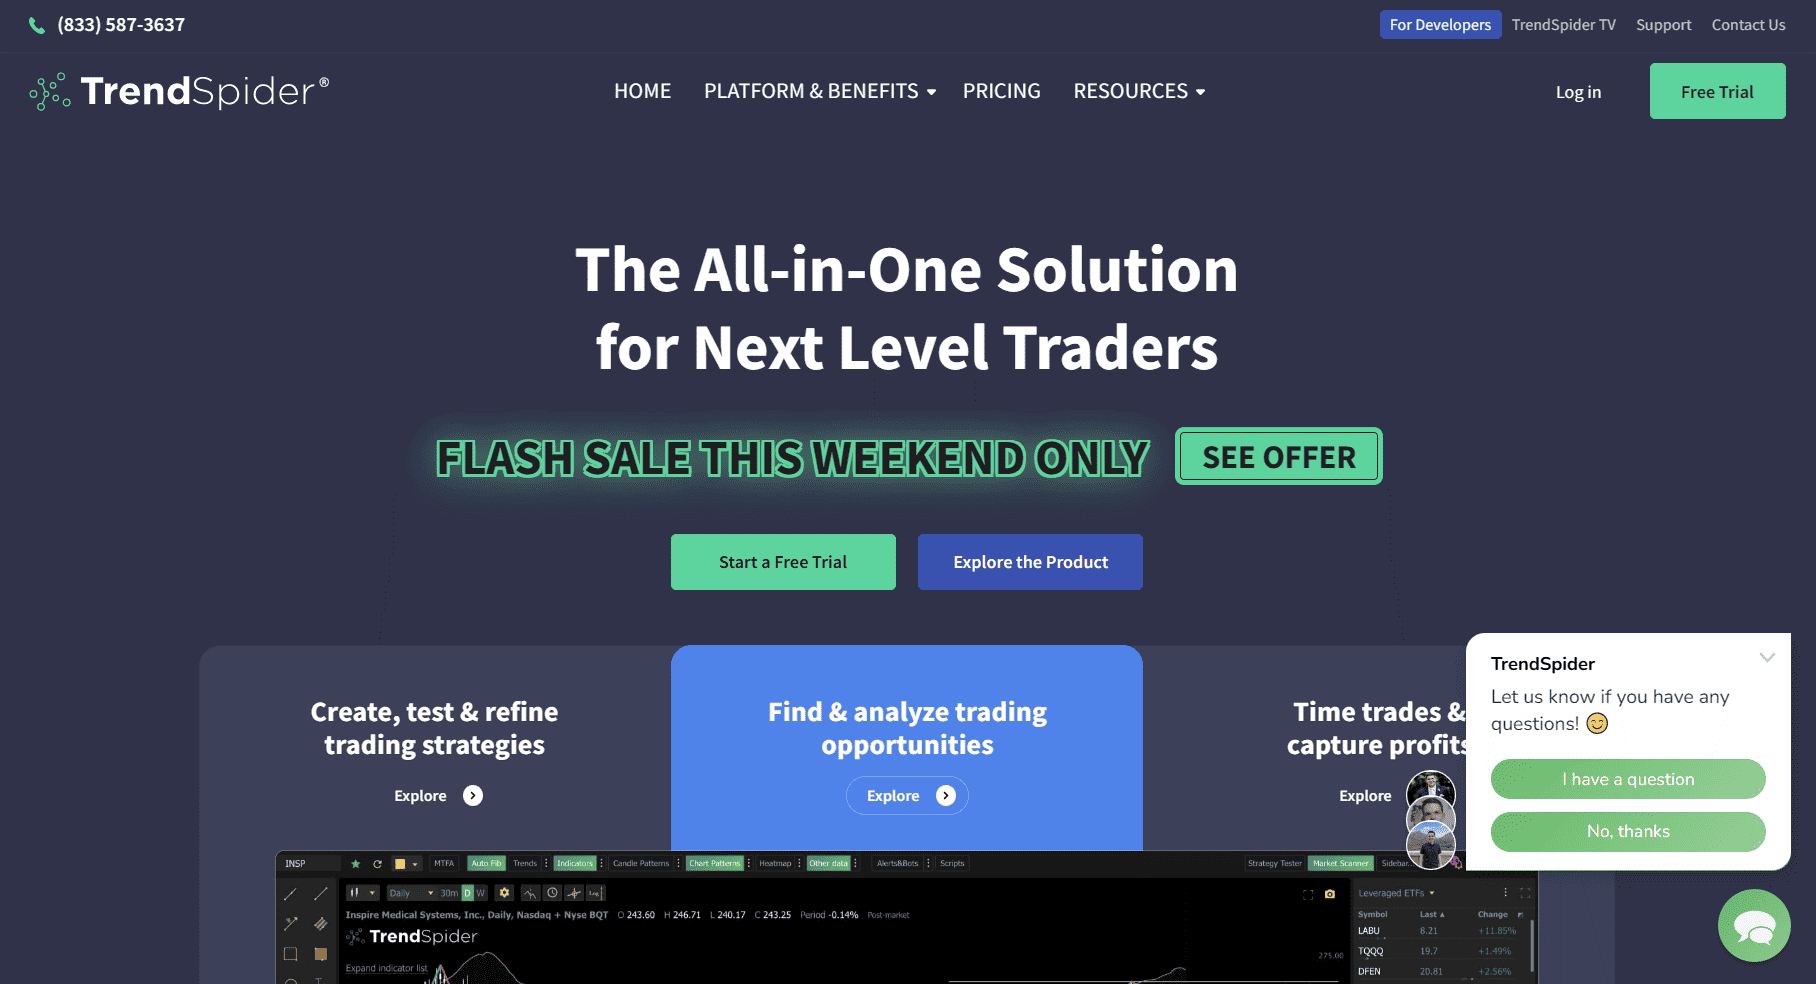 (833) 587-3637
For Developers
TrendSpider TV
Support
Contact Us
TrendSpider®
HOME
PLATFORM & BENEFITS
PRICING
RESOURCES
Log in
Free Trial
The All-in-One Solution
for Next Level Traders
FLASH SALE THIS WEEKEND ONLY
SEE OFFER
Start a Free Trial
Explore the Product
Create, test & refine
trading strategies
Explore
Find & analyze trading
opportunities
Explore
Time trades &
capture profits
Explore
TrendSpider
Let us know if you have any
questions!
I have a question
No, thanks
INSP
MTFA
Auto Fib
Trends
Indicators
Candle Patterns
Chart Patterns
Heatmap
Other data
Alerts&Bots
Scripts
Strategy Tester
Market Scanner
Sidebar...
Daily
30m
D
W
Leveraged ETFs
Inspire Medical Systems, Inc., Daily, Nasdaq + Nyse BQT O 243.60 H 246.71 L 240.17 C 243.25 Period -0.14% Post-market
Symbol Last Change
TrendSpider
LABU 8.21 +11.85%
TQQQ 19.7 +1.49%
275.00
Expand indicator list
DFEN 20.81 +2.56%